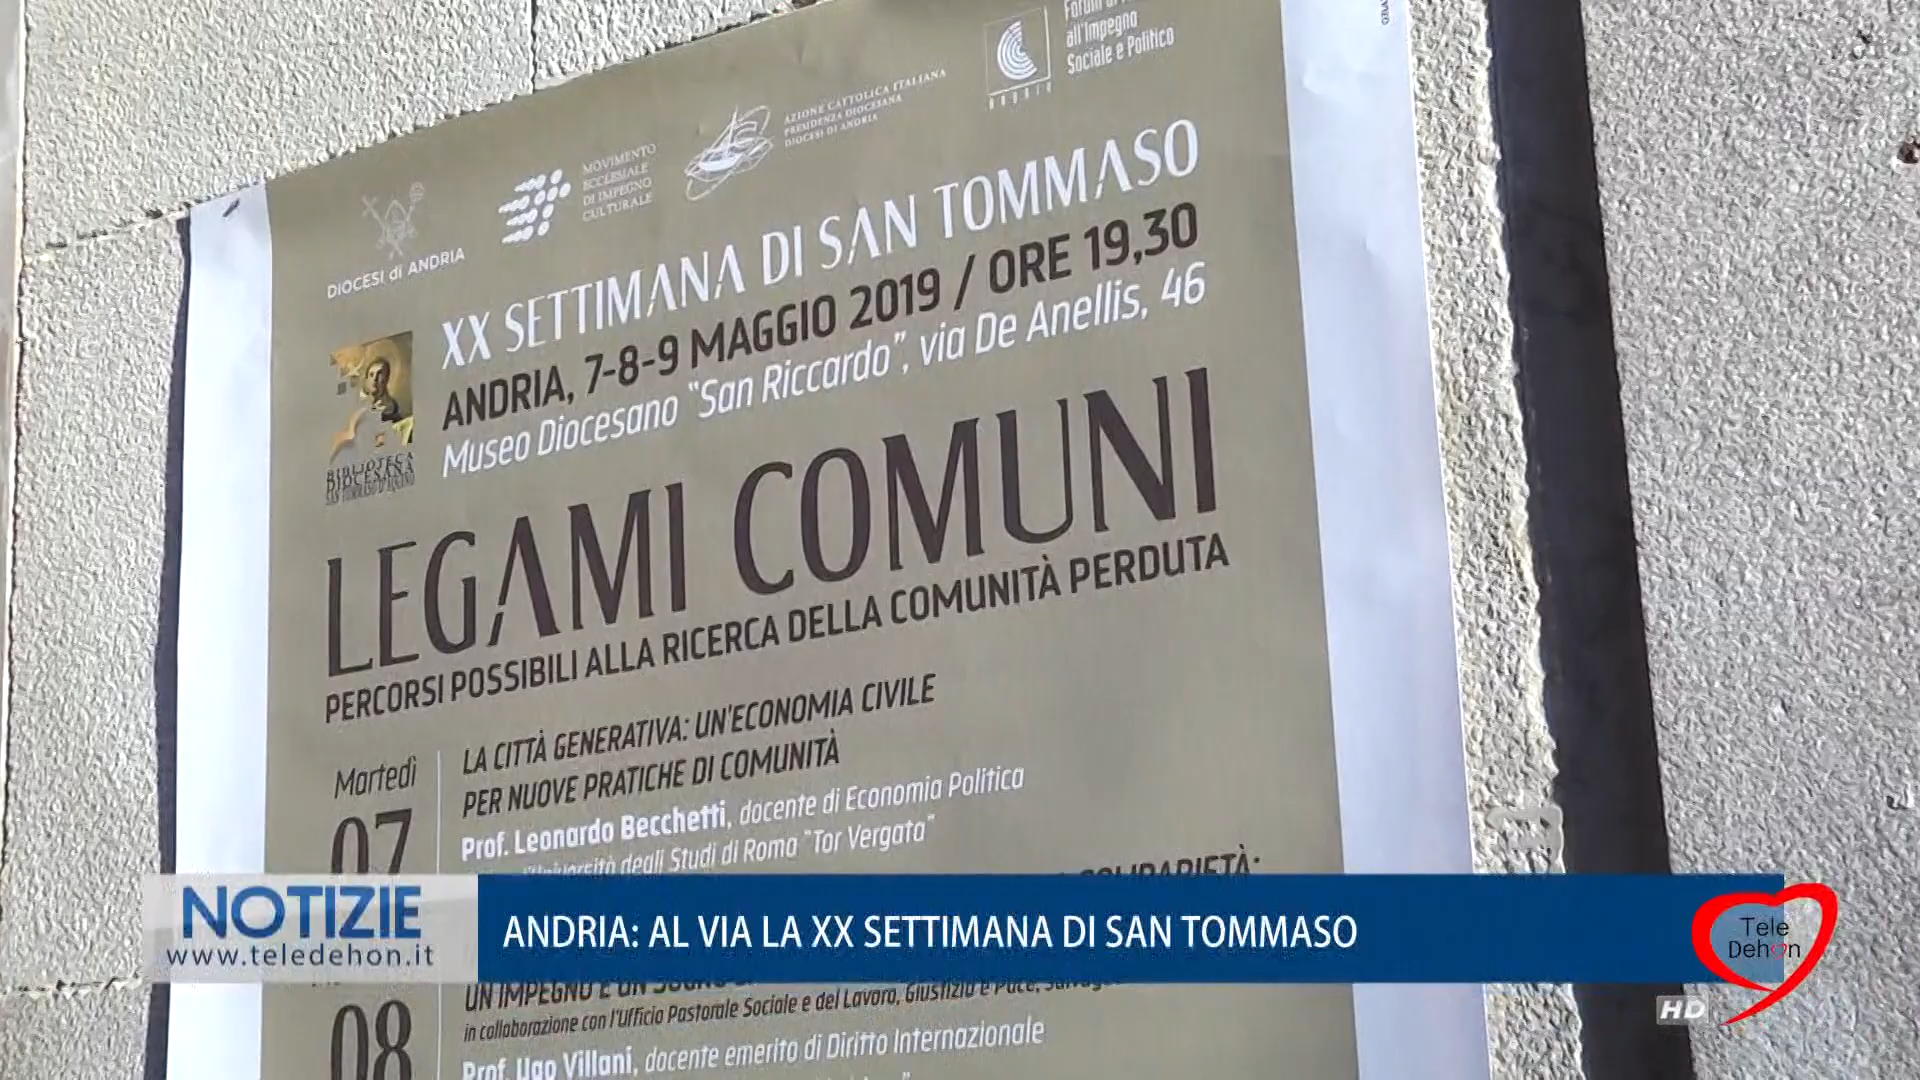 all'Impegno
Sociale e Politico
AZIONE CATTOLICA ITALIANA
PRESIDENZA DIOCESANA
DIOCESI DI ANDRIA
MOVIMENTO
ECCLESIALE
DI IMPEGNO
CULTURALE
ANDRIA
DIOCESI di ANDRIA
XX SETTIMANA DI SAN TOMMASO
ANDRIA, 7-8-9 MAGGIO 2019 / ORE 19,30
Museo Diocesano "San Riccardo", via De Anellis, 46
BIBLIOTECA
DIOCESANA
SAN TOMMASO D'AQUINO
LEGAMI COMUNI
PERCORSI POSSIBILI ALLA RICERCA DELLA COMUNITÀ PERDUTA
Martedì
07
LA CITTÀ GENERATIVA: UN'ECONOMIA CIVILE
PER NUOVE PRATICHE DI COMUNITÀ
Prof. Leonardo Becchetti, docente di Economia Politica
degli Studi di Roma "Tor Vergata"
SOLIDARIETÀ:
NOTIZIE
www.teledehon.it
ANDRIA: AL VIA LA XX SETTIMANA DI SAN TOMMASO
Tele
Dehon
HD
08
UN IMPEGNO E UN
in collaborazione con l'Ufficio Pastorale Sociale e del Lavoro, Giustizia e Pace,
Prof. Ugo Villani, docente emerito di Diritto Internazionale